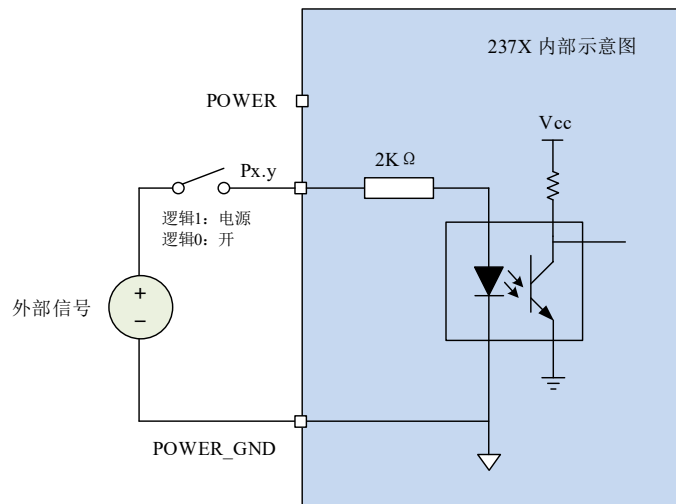 237X 内部示意图
POWER
Vcc
2K Ω
Px.y
逻辑1：电源
逻辑0：开
+
−
外部信号
POWER_GND